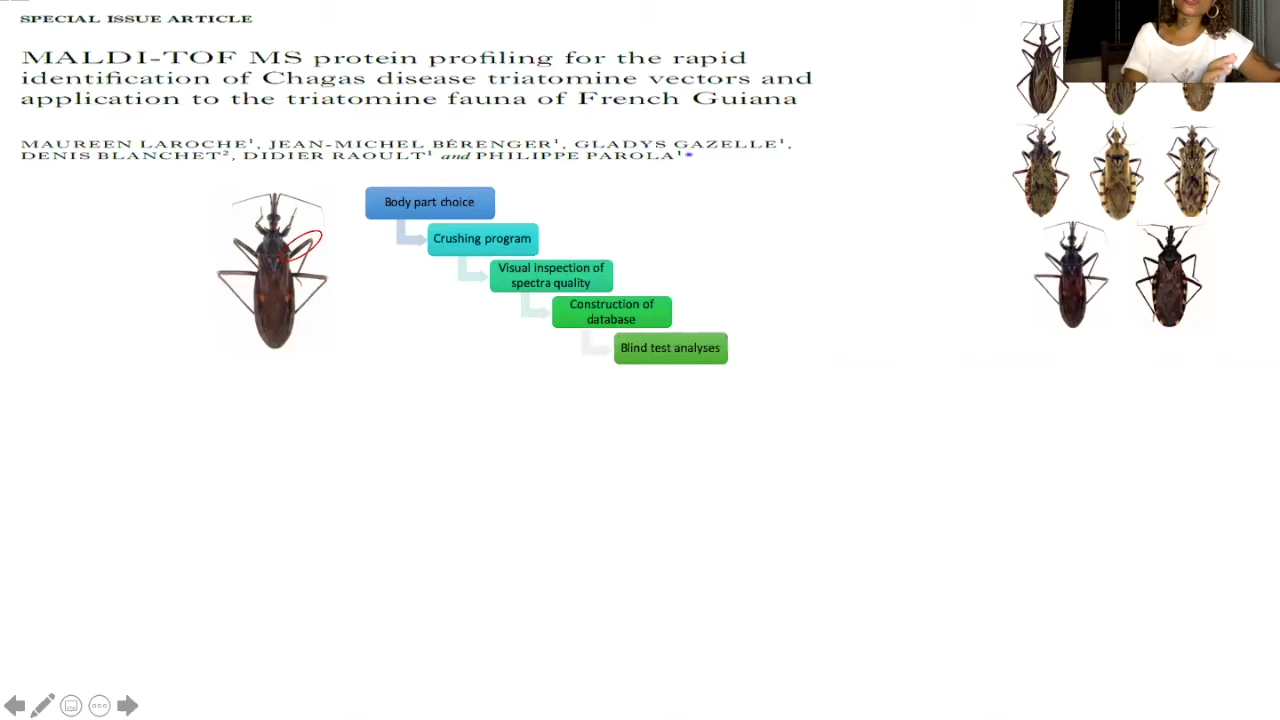 SPECIAL ISSUE ARTICLE
MALDI-TOF MS protein profiling for the rapid
identification of Chagas disease triatomine vectors and
application to the triatomine fauna of French Guiana
MAUREEN LAROCHE¹, JEAN-MICHEL BÉRENGER¹, GLADYS GAZELLE¹,
DENIS BLANCHET², DIDIER RAOULT¹ and PHILIPPE PAROLA¹*
Body part choice
Crushing program
Visual inspection of
spectra quality
Construction of
database
Blind test analyses